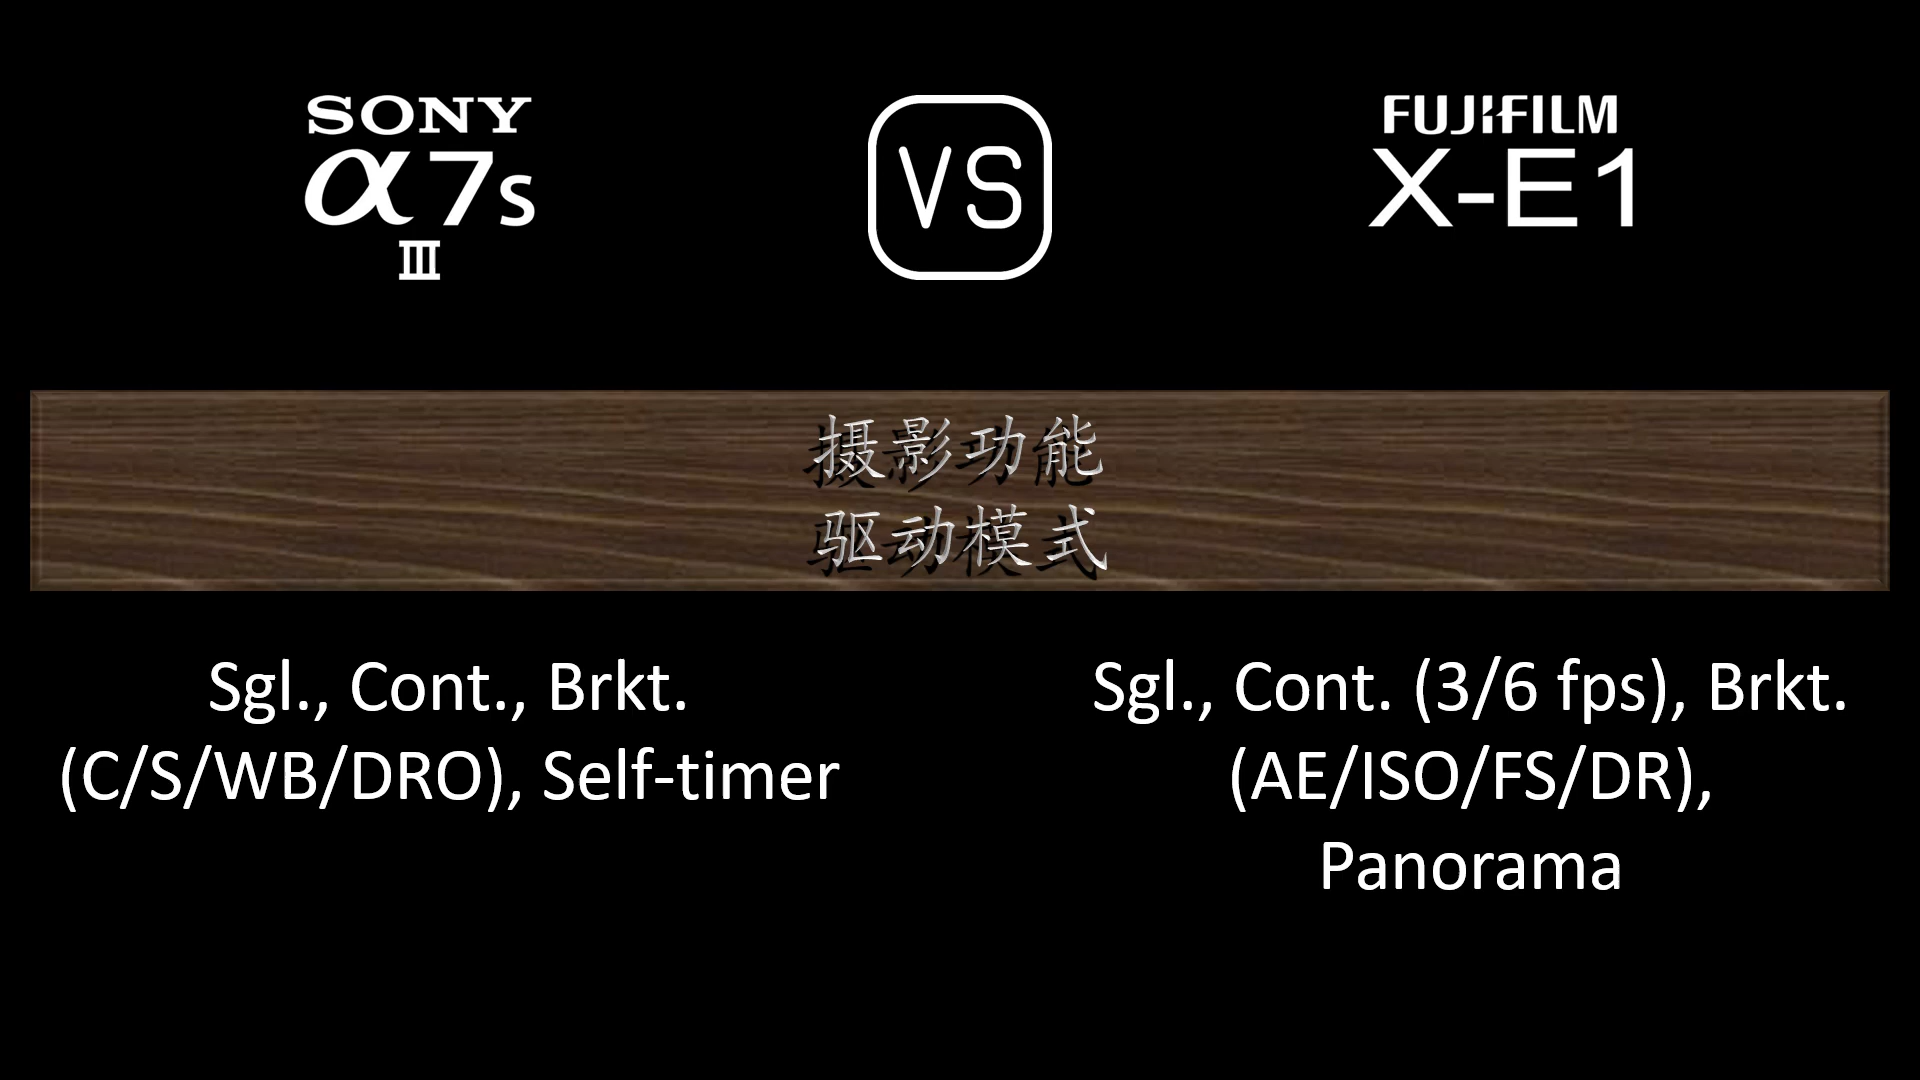 SONY
α7s
III
VS
FUJIFILM
X-E1
摄影功能
驱动模式
Sgl., Cont., Brkt.
(C/S/WB/DRO), Self-timer
Sgl., Cont. (3/6 fps), Brkt.
(AE/ISO/FS/DR),
Panorama